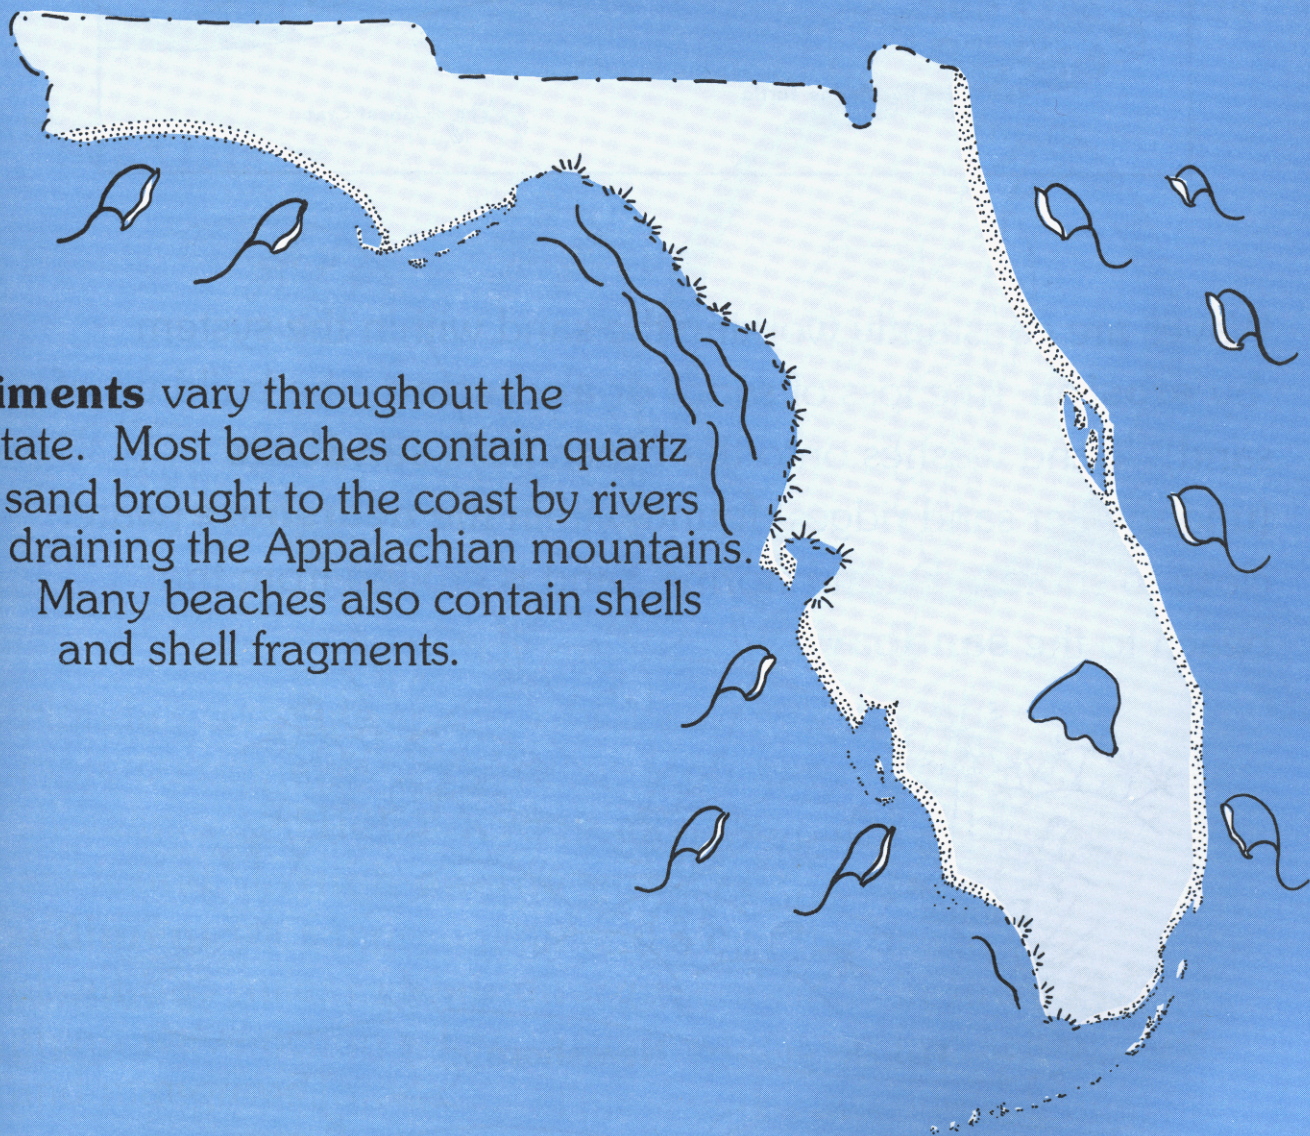 iments vary throughout the
tate. Most beaches contain quartz
sand brought to the coast by rivers
draining the Appalachian mountains.
Many beaches also contain shells
and shell fragments.